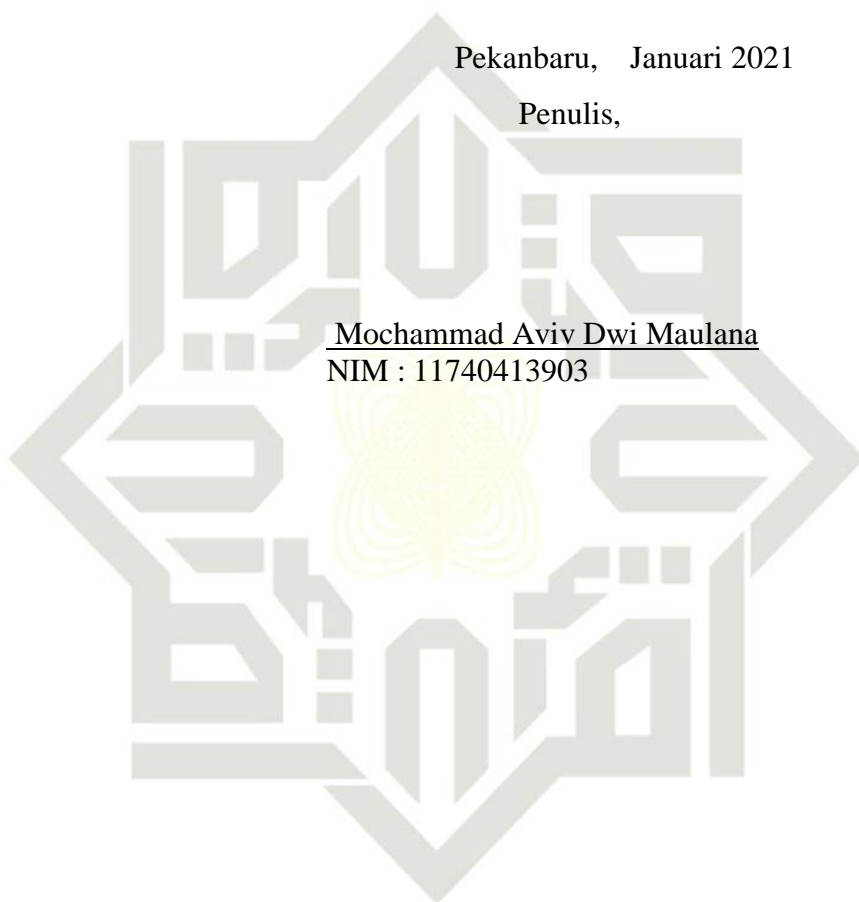 Pekanbaru, Januari 2021
Penulis,
Mochammad Aviv Dwi Maulana
NIM : 11740413903